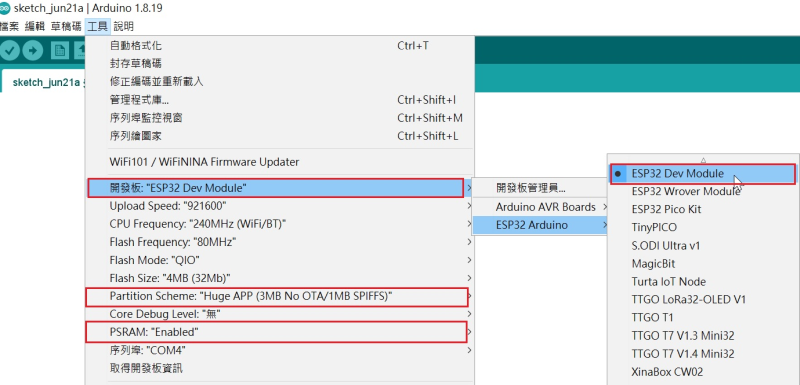 sketch_jun21a | Arduino 1.8.19
檔案 編輯 草稿碼 工具 說明
sketch_jun21a
自動格式化 Ctrl+T
封存草稿碼
修正編碼並重新載入
管理程式庫... Ctrl+Shift+I
序列埠監控視窗 Ctrl+Shift+M
序列繪圖家 Ctrl+Shift+L
WiFi101 / WiFiNINA Firmware Updater
開發板: "ESP32 Dev Module"
Upload Speed: "921600"
CPU Frequency: "240MHz (WiFi/BT)"
Flash Frequency: "80MHz"
Flash Mode: "QIO"
Flash Size: "4MB (32Mb)"
Partition Scheme: "Huge APP (3MB No OTA/1MB SPIFFS)"
Core Debug Level: "無"
PSRAM: "Enabled"
序列埠: "COM4"
取得開發板資訊
開發板管理員...
Arduino AVR Boards
ESP32 Arduino
ESP32 Dev Module
ESP32 Wrover Module
ESP32 Pico Kit
TinyPICO
S.ODI Ultra v1
MagicBit
Turta IoT Node
TTGO LoRa32-OLED V1
TTGO T1
TTGO T7 V1.3 Mini32
TTGO T7 V1.4 Mini32
XinaBox CW02